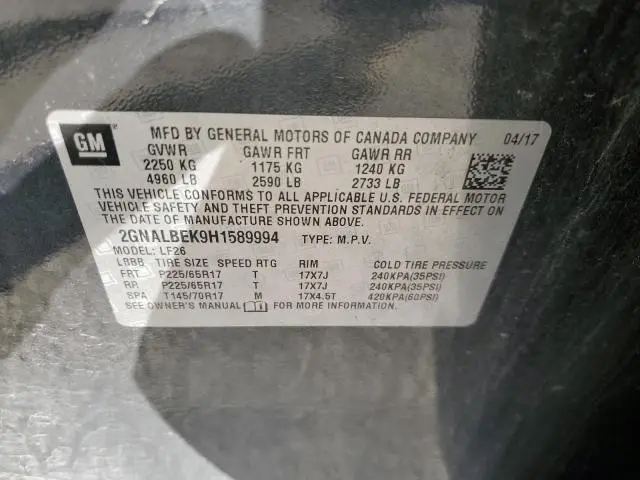 GM MFD BY GENERAL MOTORS OF CANADA COMPANY 04/17
GVWR GAWR FRT GAWR RR
2250 KG 1175 KG 1240 KG
4960 LB 2590 LB 2733 LB
THIS VEHICLE CONFORMS TO ALL APPLICABLE U.S. FEDERAL MOTOR
VEHICLE SAFETY AND THEFT PREVENTION STANDARDS IN EFFECT ON
THE DATE OF MANUFACTURE SHOWN ABOVE.
2GNALBEK9H1589994 TYPE: M.P.V.
MODEL: LF26
LBBB TIRE SIZE SPEED RTG RIM COLD TIRE PRESSURE
FRT P225/65R17 T 17X7J 240KPA(35PSI)
RR P225/65R17 T 17X7J 240KPA(35PSI)
SPA T145/70R17 M 17X4.5T 420KPA(60PSI)
SEE OWNER'S MANUAL FOR MORE INFORMATION